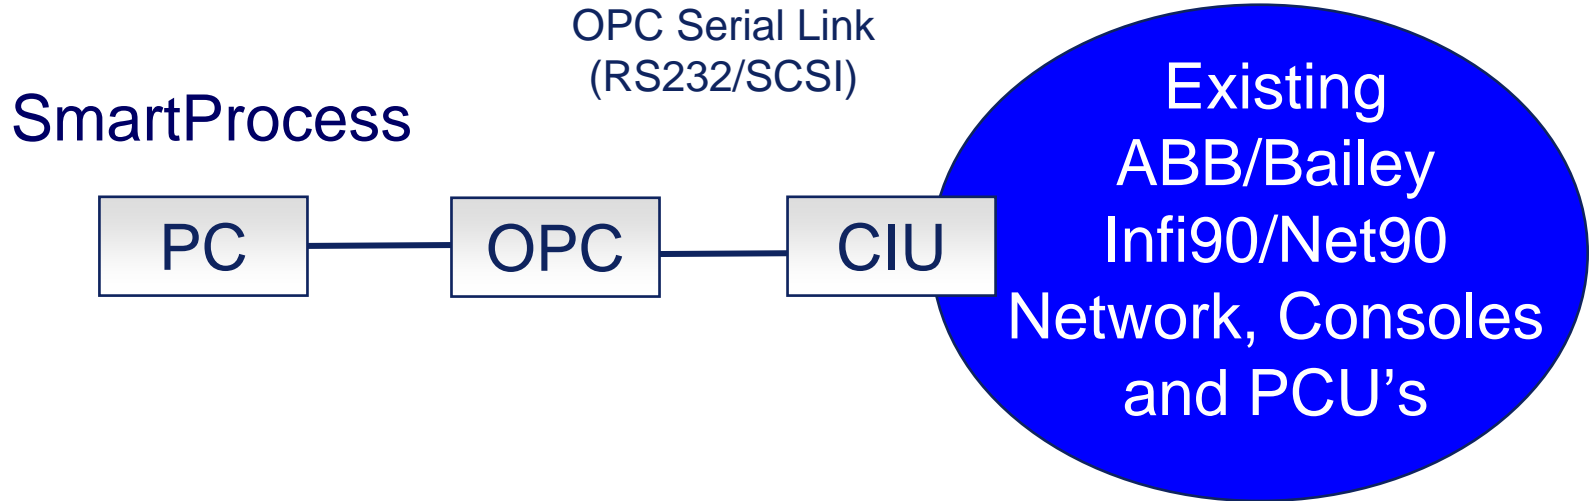 OPC Serial Link
(RS232/SCSI)
SmartProcess
PC
OPC
CIU
Existing
ABB/Bailey
Infi90/Net90
Network, Consoles
and PCU’s